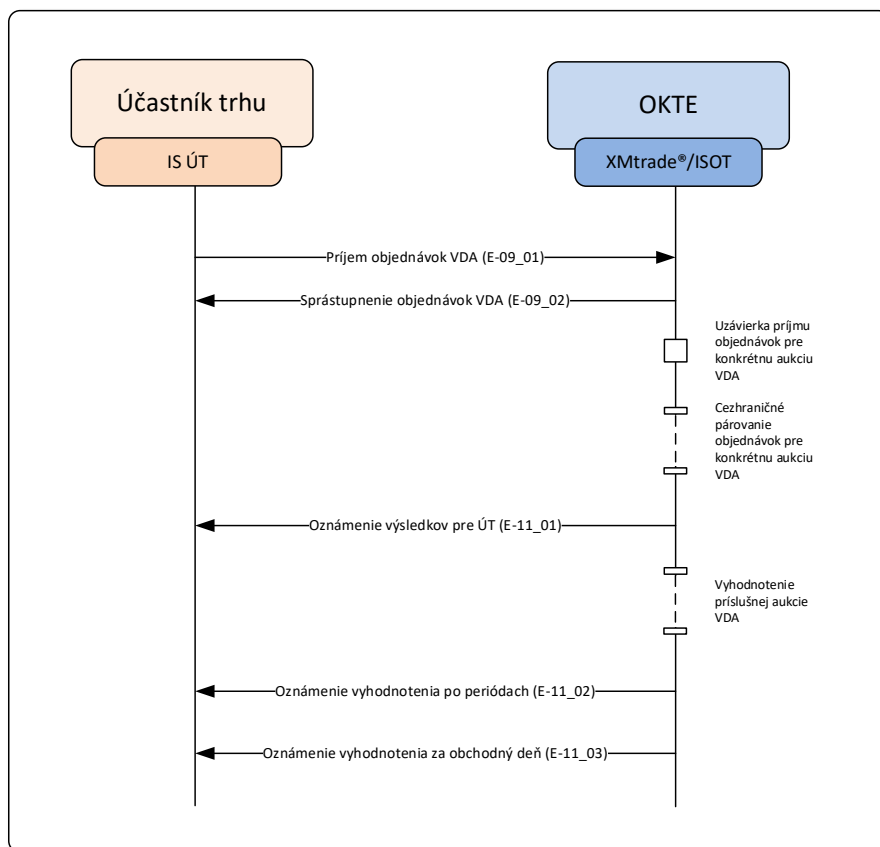 Účastník trhu
IS ÚT
OKTE
XMtrade®/ISOT
Príjem objednávok VDA (E-09_01)
Sprástupnenie objednávok VDA (E-09_02)
Uzávierka príjmu
objednávok pre
konkrétnu aukciu
VDA
Cezhraničné
párovanie
objednávok pre
konkrétnu aukciu
VDA
Oznámenie výsledkov pre ÚT (E-11_01)
Vyhodnotenie
príslušnej aukcie
VDA
Oznámenie vyhodnotenia po periódach (E-11_02)
Oznámenie vyhodnotenia za obchodný deň (E-11_03)